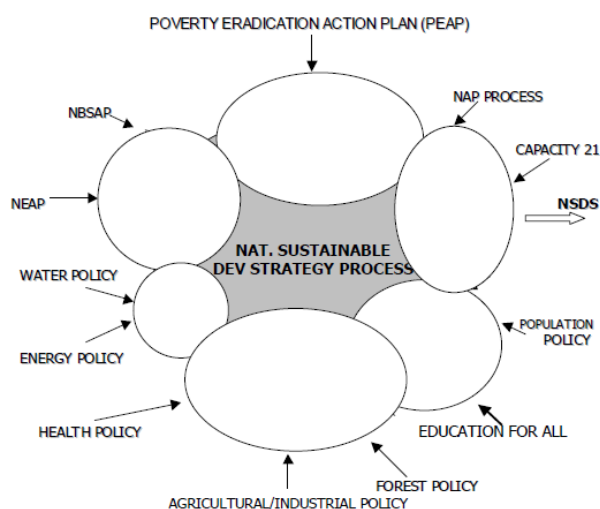 POVERTY ERADICATION ACTION PLAN (PEAP)
NBSAP
NAP PROCESS
CAPACITY 21
NEAP
NSDS
NAT. SUSTAINABLE
DEV STRATEGY PROCESS
WATER POLICY
ENERGY POLICY
POPULATION
POLICY
HEALTH POLICY
EDUCATION FOR ALL
FOREST POLICY
AGRICULTURAL/INDUSTRIAL POLICY